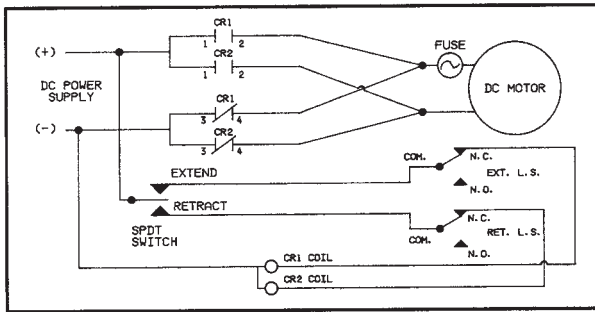 CR1
1 2
CR2
1 2
(+)
FUSE
DC POWER
SUPPLY
DC MOTOR
CR1
3 4
CR2
3 4
(-)
COM.
N.C.
EXT. L.S.
N.O.
EXTEND
RETRACT
SPDT
SWITCH
COM.
N.C.
RET. L.S.
N.O.
CR1 COIL
CR2 COIL